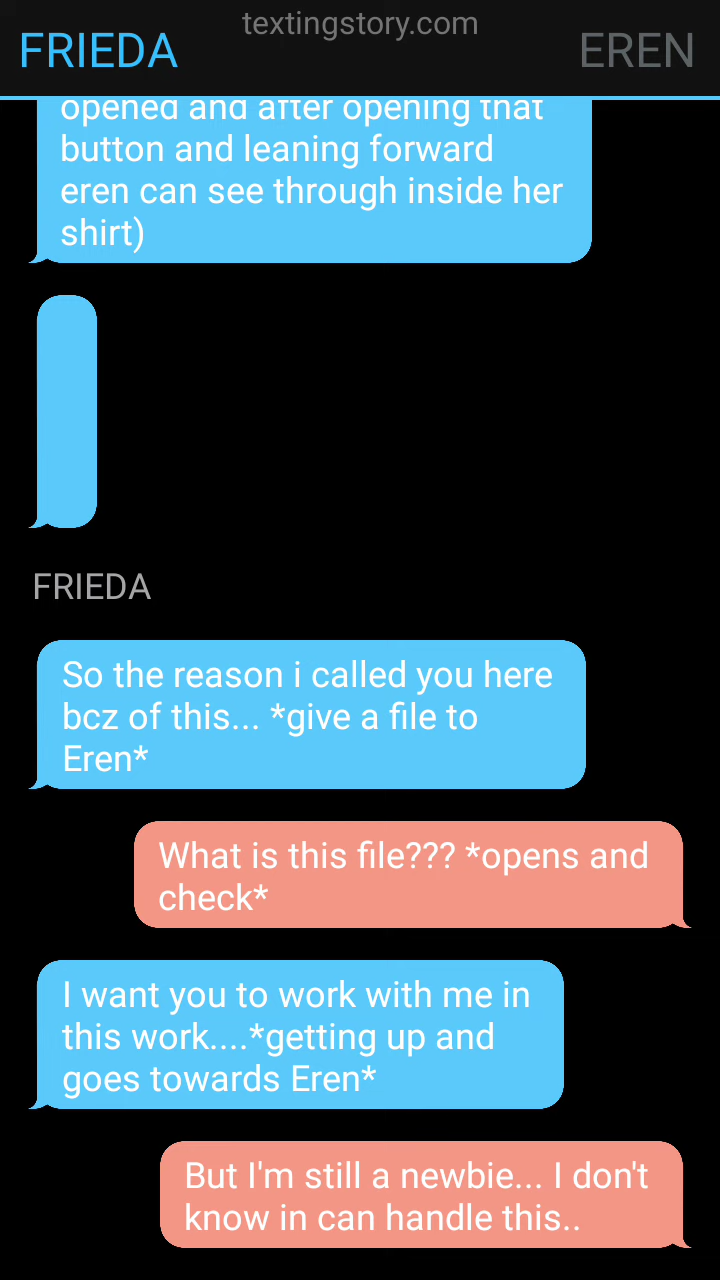 textingstory.com
FRIEDA
EREN
opened and after opening that
button and leaning forward
eren can see through inside her
shirt)
FRIEDA
So the reason i called you here
bcz of this... *give a file to
Eren*
What is this file??? *opens and
check*
I want you to work with me in
this work....*getting up and
goes towards Eren*
But I'm still a newbie... I don't
know in can handle this..